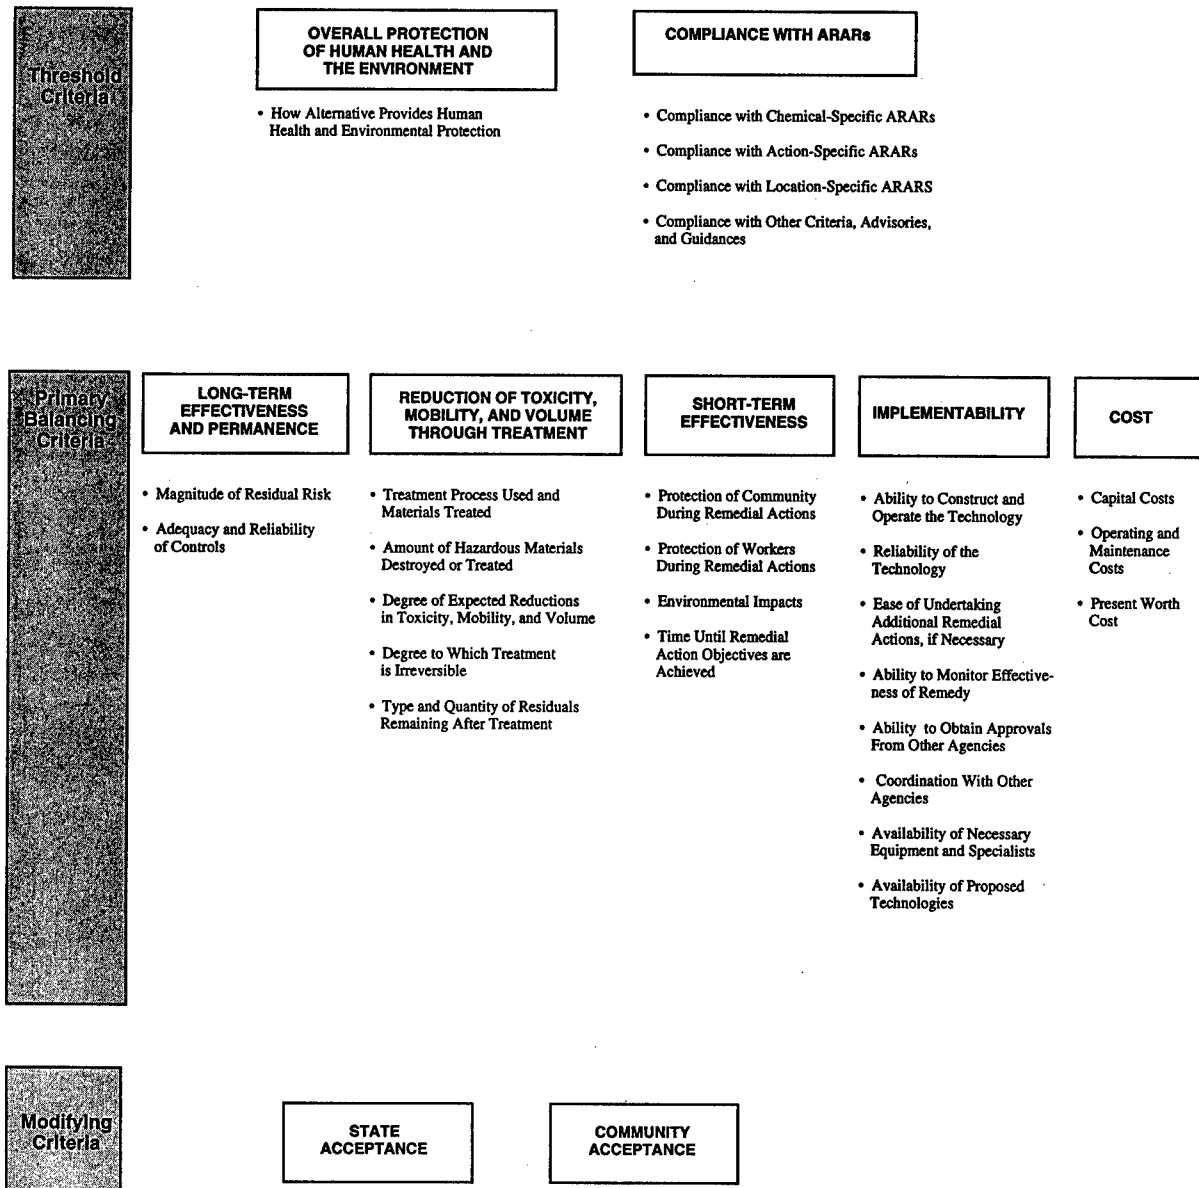 Threshold
Criteria
OVERALL PROTECTION
OF HUMAN HEALTH AND
THE ENVIRONMENT
• How Alternative Provides Human
Health and Environmental Protection
COMPLIANCE WITH ARARs
• Compliance with Chemical-Specific ARARs
• Compliance with Action-Specific ARARs
• Compliance with Location-Specific ARARS
• Compliance with Other Criteria, Advisories,
and Guidances
Primary
Balancing
Criteria
LONG-TERM
EFFECTIVENESS
AND PERMANENCE
• Magnitude of Residual Risk
• Adequacy and Reliability
of Controls
REDUCTION OF TOXICITY,
MOBILITY, AND VOLUME
THROUGH TREATMENT
• Treatment Process Used and
Materials Treated
• Amount of Hazardous Materials
Destroyed or Treated
• Degree of Expected Reductions
in Toxicity, Mobility, and Volume
• Degree to Which Treatment
is Irreversible
• Type and Quantity of Residuals
Remaining After Treatment
SHORT-TERM
EFFECTIVENESS
• Protection of Community
During Remedial Actions
• Protection of Workers
During Remedial Actions
• Environmental Impacts
• Time Until Remedial
Action Objectives are
Achieved
IMPLEMENTABILITY
• Ability to Construct and
Operate the Technology
• Reliability of the
Technology
• Ease of Undertaking
Additional Remedial
Actions, if Necessary
• Ability to Monitor Effective-
ness of Remedy
• Ability to Obtain Approvals
From Other Agencies
• Coordination With Other
Agencies
• Availability of Necessary
Equipment and Specialists
• Availability of Proposed
Technologies
COST
• Capital Costs
• Operating and
Maintenance
Costs
• Present Worth
Cost
Modifying
Criteria
STATE
ACCEPTANCE
COMMUNITY
ACCEPTANCE